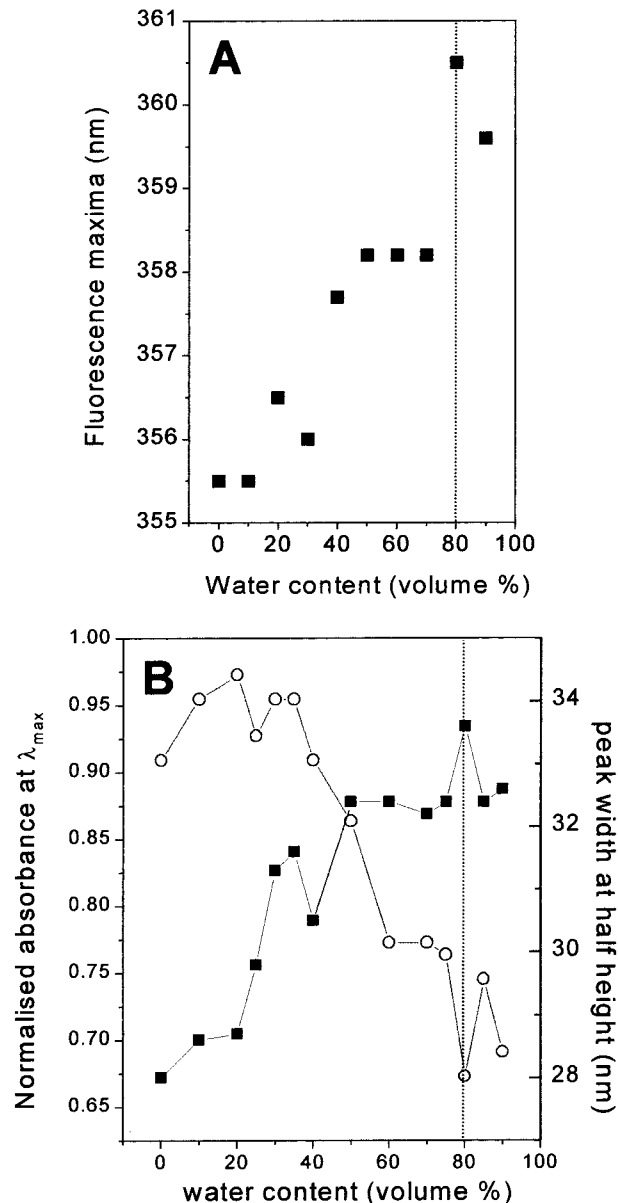 A
361
360
359
358
357
356
355
Fluorescence maxima (nm)
0 20 40 60 80 100
Water content (volume %)
B
1.00
0.95
0.90
0.85
0.80
0.75
0.70
0.65
Normalised absorbance at λmax
34
32
30
28
peak width at half height (nm)
0 20 40 60 80 100
water content (volume %)